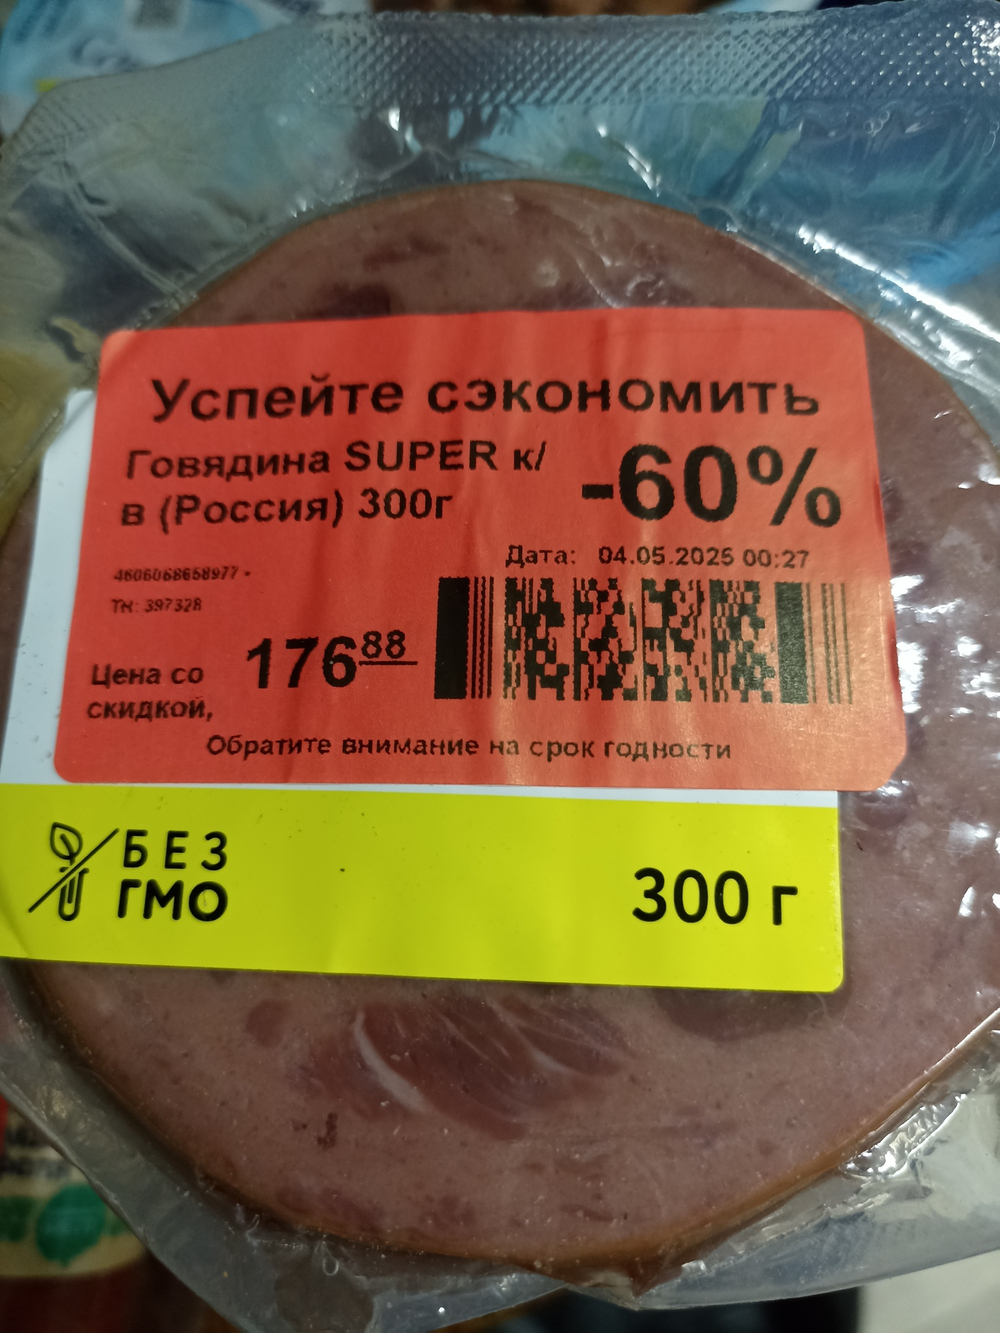 Успейте сэкономить
Говядина SUPER к/
в (Россия) 300г
-60%
Дата: 04.05.2025 00:27
4606068658977 -
ТК: 397328
Цена со
скидкой,
176 88
Обратите внимание на срок годности
БЕЗ
ГМО
300 г